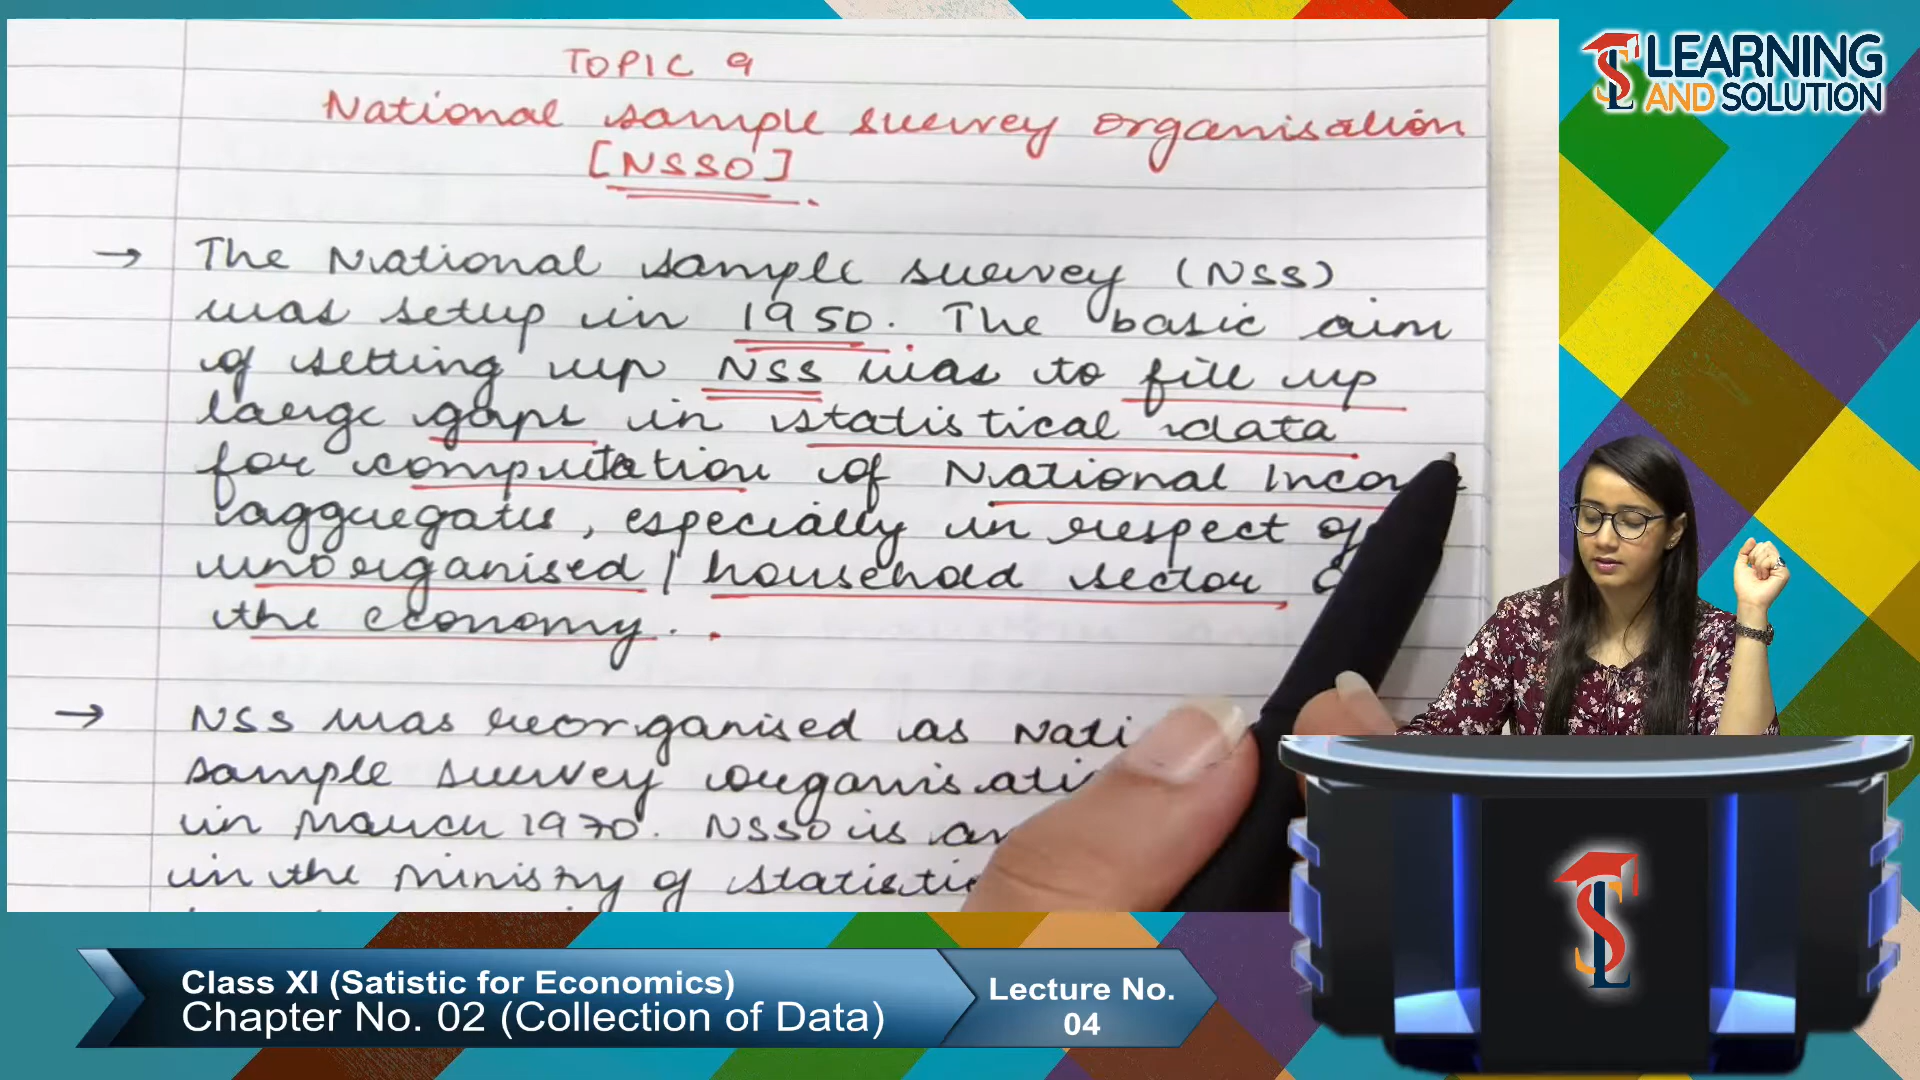 TOPIC 9
National sample survey organisation
[NSSO]
→ The National sample survey (NSS)
was setup in 1950. The basic aim
of setting up NSS was to fill up
large gaps in statistical data
for computation of National Incom
aggregates, especially in respect of
unorganised / household sector
the economy.
→ NSS was reorganised as Nati
sample survey organisati
in March 1970. NSSO is an
in the ministry of statistic
LEARNING
AND SOLUTION
Class XI (Satistic for Economics)
Chapter No. 02 (Collection of Data)
Lecture No.
04